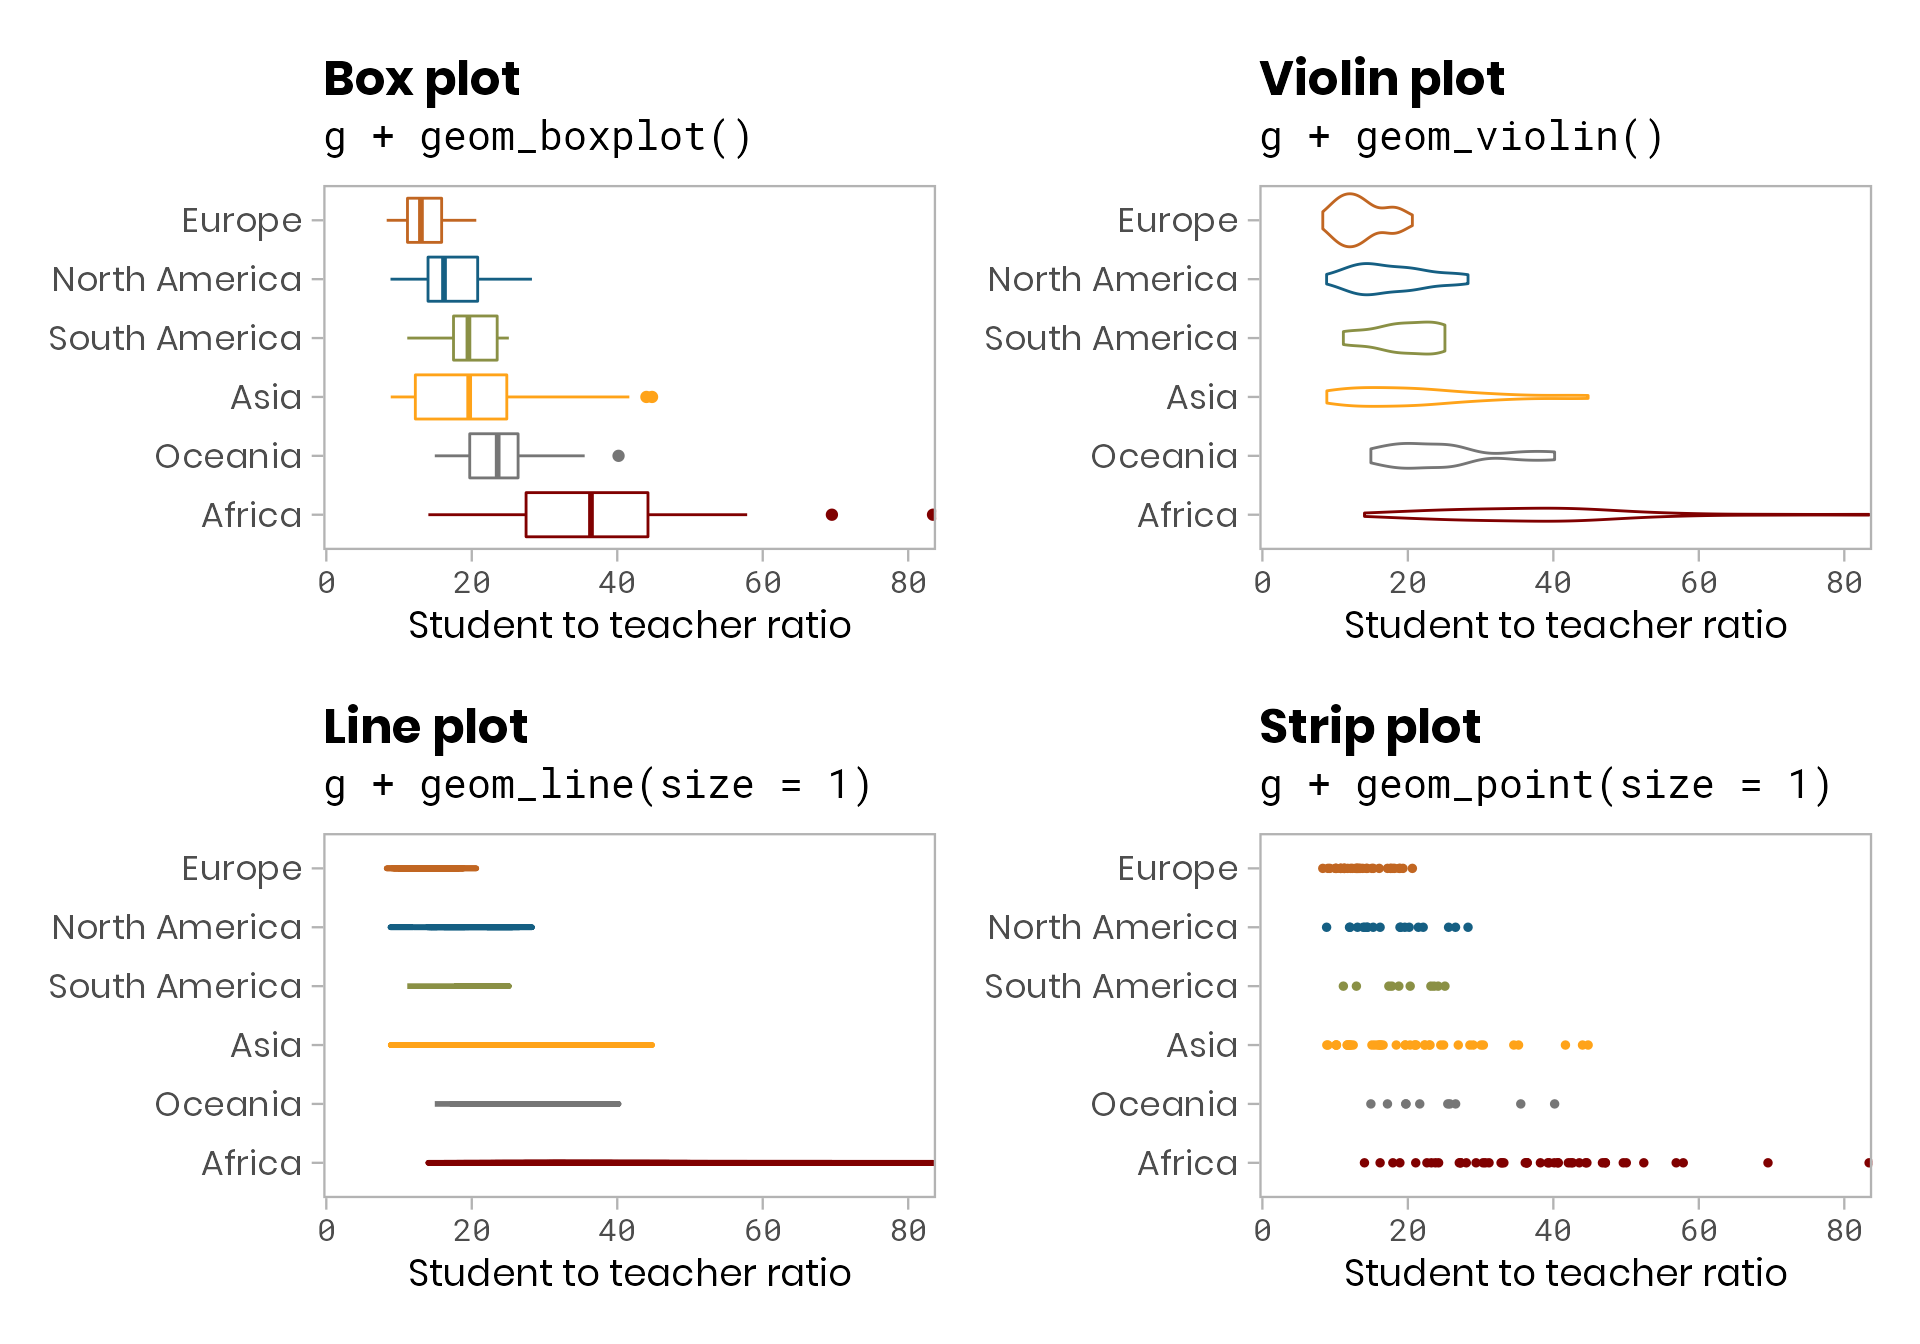 Box plot
g + geom_boxplot()
Europe
North America
South America
Asia
Oceania
Africa
0 20 40 60 80
Student to teacher ratio
Violin plot
g + geom_violin()
Europe
North America
South America
Asia
Oceania
Africa
0 20 40 60 80
Student to teacher ratio
Line plot
g + geom_line(size = 1)
Europe
North America
South America
Asia
Oceania
Africa
0 20 40 60 80
Student to teacher ratio
Strip plot
g + geom_point(size = 1)
Europe
North America
South America
Asia
Oceania
Africa
0 20 40 60 80
Student to teacher ratio